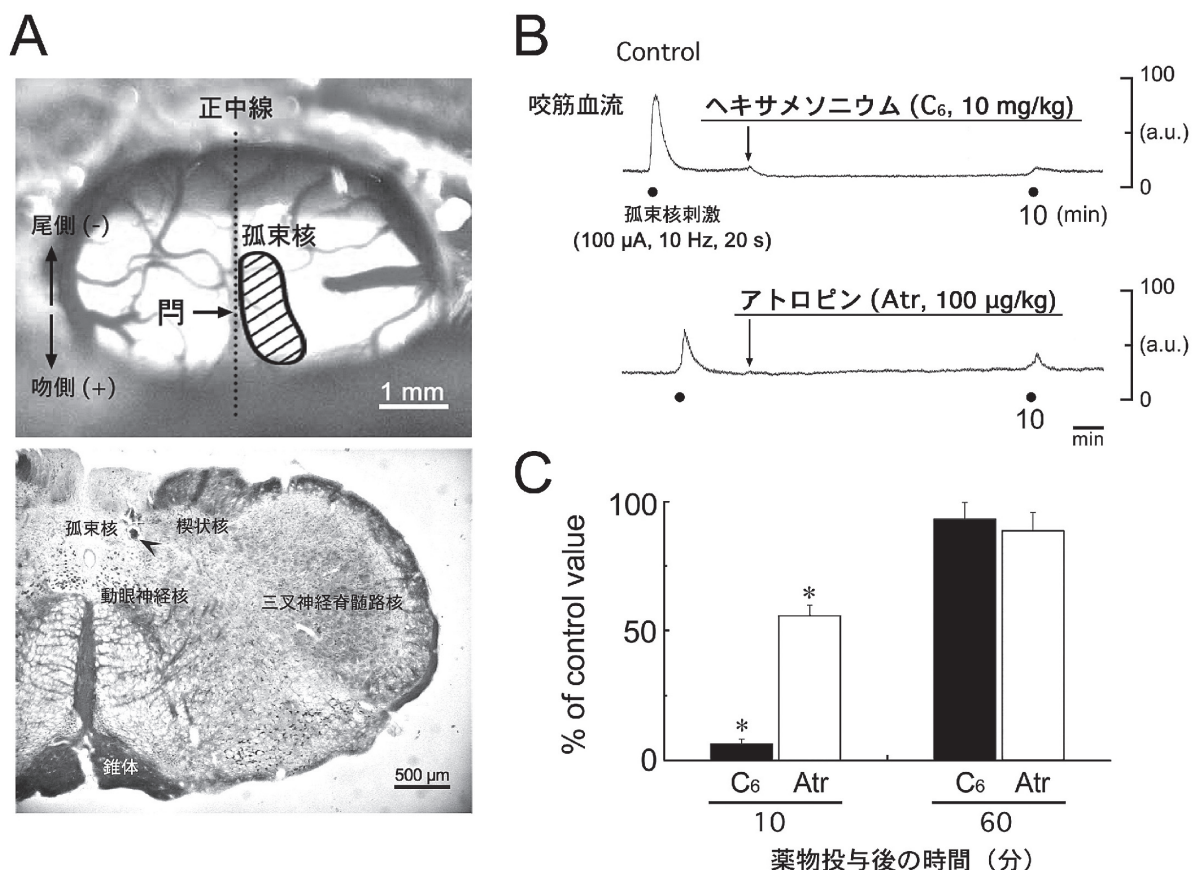 A
正中線
尾側 (-)
孤束核
閂
吻側 (+)
1 mm
孤束核
楔状核
動眼神経核
三叉神経脊髄路核
錐体
500 µm
B
Control
咬筋血流
ヘキサメソニウム (C6, 10 mg/kg)
100
(a.u.)
0
孤束核刺激
(100 µA, 10 Hz, 20 s)
10 (min)
アトロピン (Atr, 100 µg/kg)
100
(a.u.)
0
10
min
C
% of control value
100
50
0
*
*
C6 Atr C6 Atr
10 60
薬物投与後の時間（分）